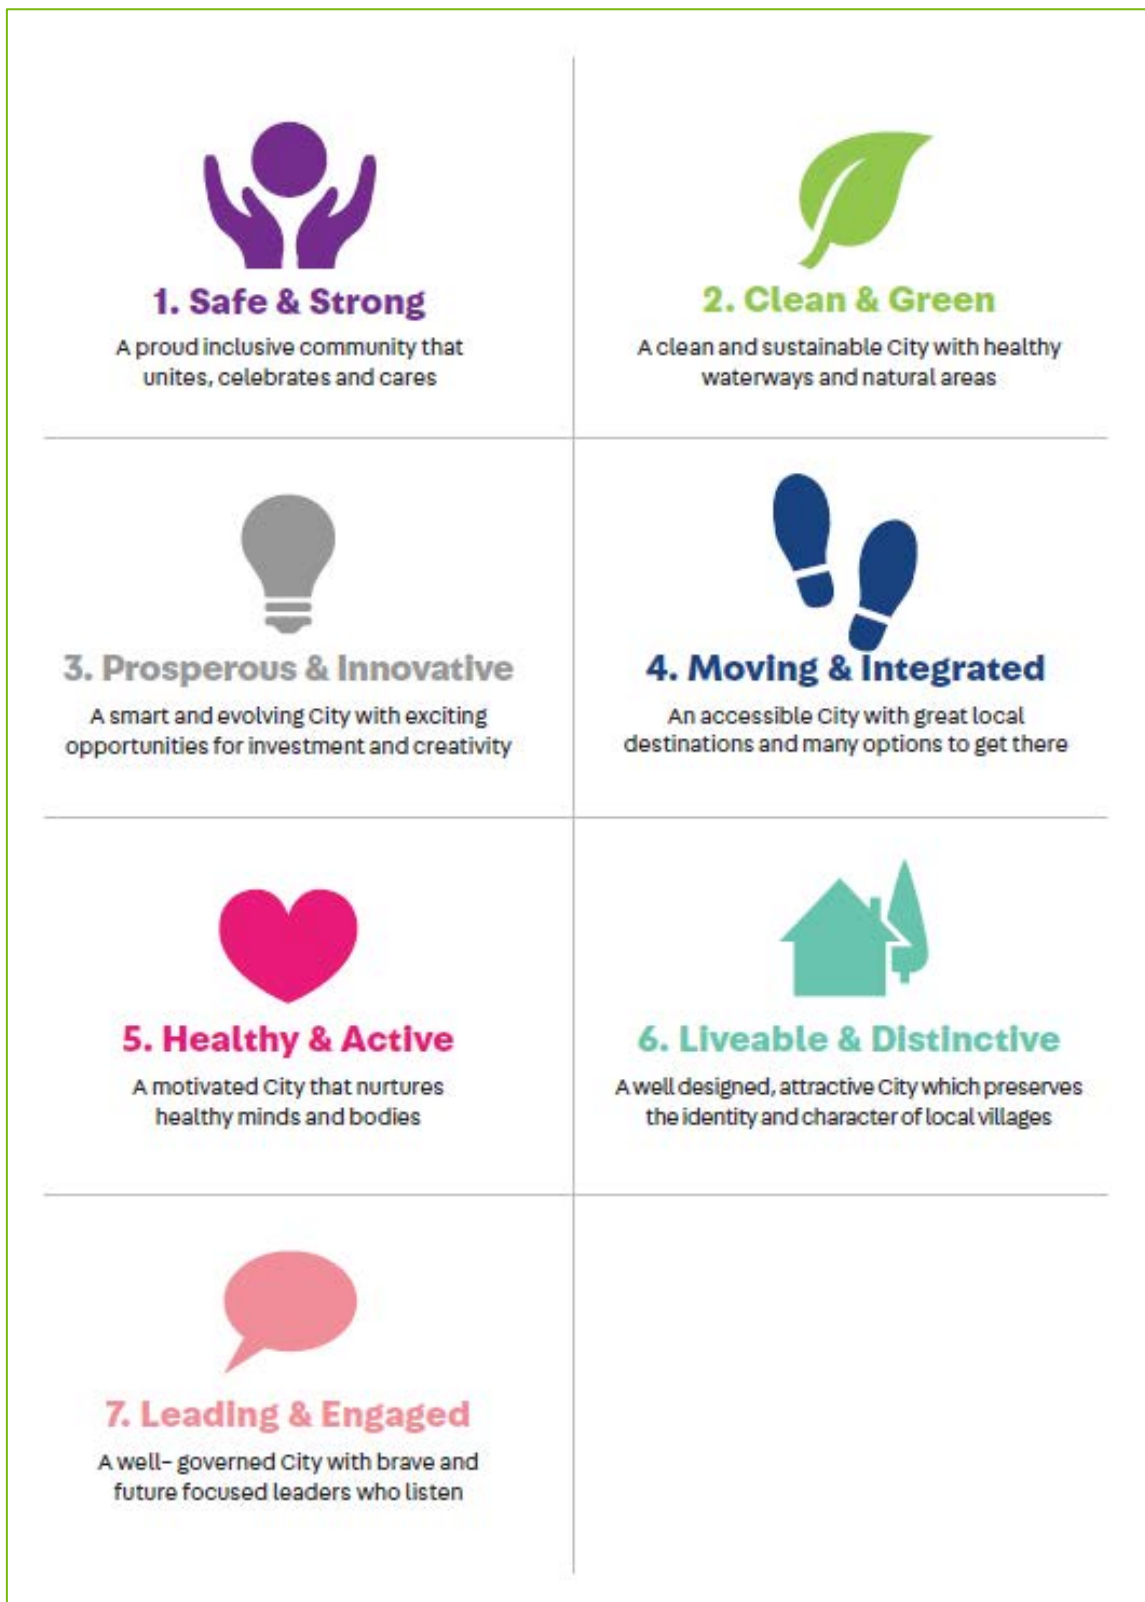 1. Safe & Strong
A proud inclusive community that
unites, celebrates and cares
2. Clean & Green
A clean and sustainable City with healthy
waterways and natural areas
3. Prosperous & Innovative
A smart and evolving City with exciting
opportunities for investment and creativity
4. Moving & Integrated
An accessible City with great local
destinations and many options to get there
5. Healthy & Active
A motivated City that nurtures
healthy minds and bodies
6. Liveable & Distinctive
A well designed, attractive City which preserves
the identity and character of local villages
7. Leading & Engaged
A well- governed City with brave and
future focused leaders who listen